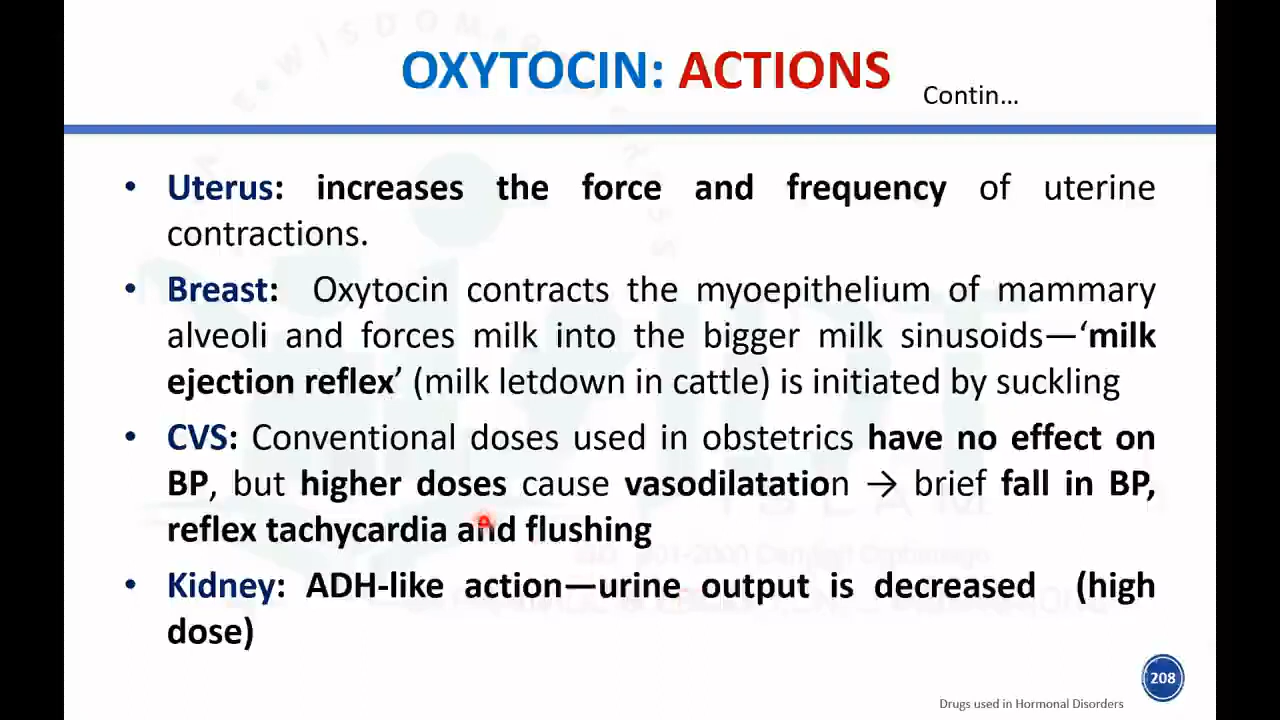 OXYTOCIN: ACTIONS
Contin...
• Uterus: increases the force and frequency of uterine
contractions.
• Breast: Oxytocin contracts the myoepithelium of mammary
alveoli and forces milk into the bigger milk sinusoids—‘milk
ejection reflex’ (milk letdown in cattle) is initiated by suckling
• CVS: Conventional doses used in obstetrics have no effect on
BP, but higher doses cause vasodilatation → brief fall in BP,
reflex tachycardia and flushing
• Kidney: ADH-like action—urine output is decreased (high
dose)
208
Drugs used in Hormonal Disorders